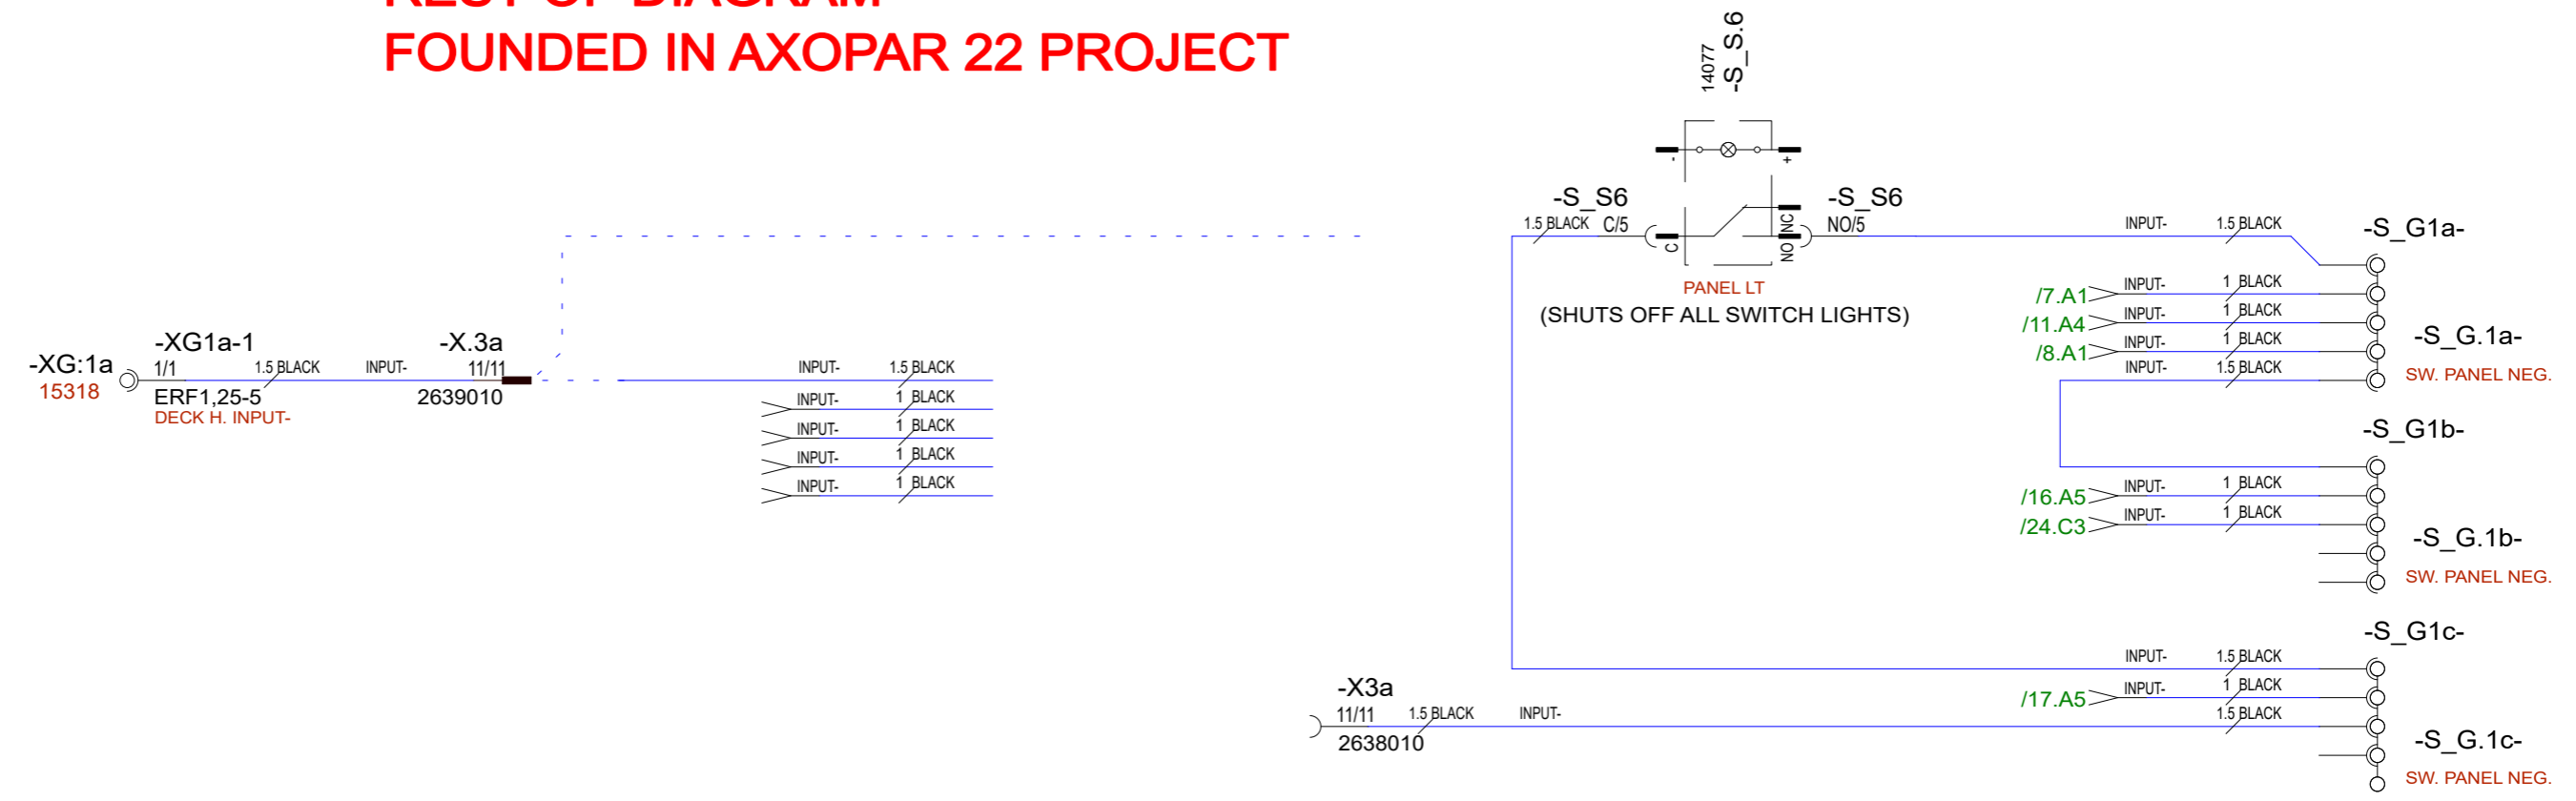 REST OF DIAGRAM
FOUNDED IN AXOPAR 22 PROJECT
14077
-S_S.6
-
+
-S_S6
1.5 BLACK C/5
C
NO NC
-S_S6
NO/5
PANEL LT
(SHUTS OFF ALL SWITCH LIGHTS)
INPUT- 1.5 BLACK
-S_G1a-
/7.A1 INPUT- 1 BLACK
/11.A4 INPUT- 1 BLACK
/8.A1 INPUT- 1 BLACK
INPUT- 1.5 BLACK
-S_G.1a-
SW. PANEL NEG.
-XG:1a
15318
-XG1a-1
1/1 1.5 BLACK INPUT-
ERF1,25-5
DECK H. INPUT-
-X.3a
11/11
2639010
INPUT- 1.5 BLACK
INPUT- 1 BLACK
INPUT- 1 BLACK
INPUT- 1 BLACK
INPUT- 1 BLACK
-S_G1b-
/16.A5 INPUT- 1 BLACK
/24.C3 INPUT- 1 BLACK
-S_G.1b-
SW. PANEL NEG.
-S_G1c-
INPUT- 1.5 BLACK
/17.A5 INPUT- 1 BLACK
-X3a
11/11 1.5 BLACK INPUT- 1.5 BLACK
2638010
-S_G.1c-
SW. PANEL NEG.